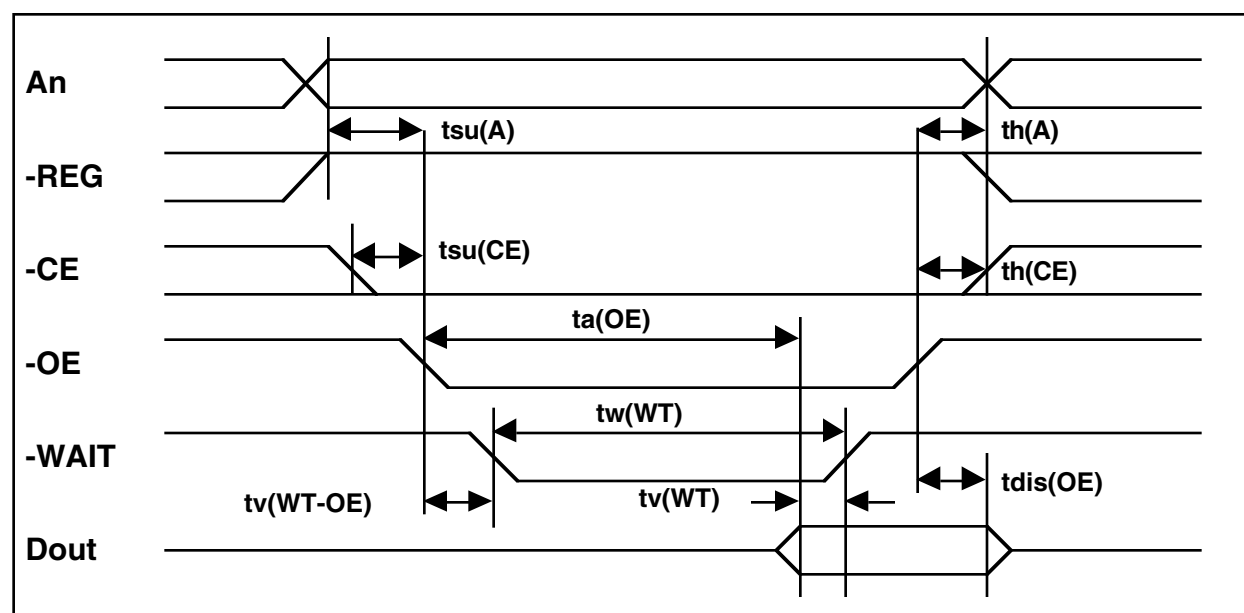 An
tsu(A)
th(A)
-REG
tsu(CE)
-CE
th(CE)
ta(OE)
-OE
tw(WT)
-WAIT
tv(WT-OE)
tv(WT)
tdis(OE)
Dout